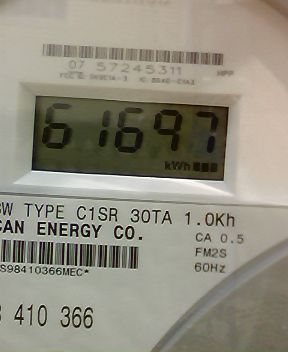 07 57245311 HPP
61697
kWh
TYPE C1SR 30TA 1.0Kh
CAN ENERGY CO.
CA 0.5
FM2S
S98410366MEC*
60Hz
410 366